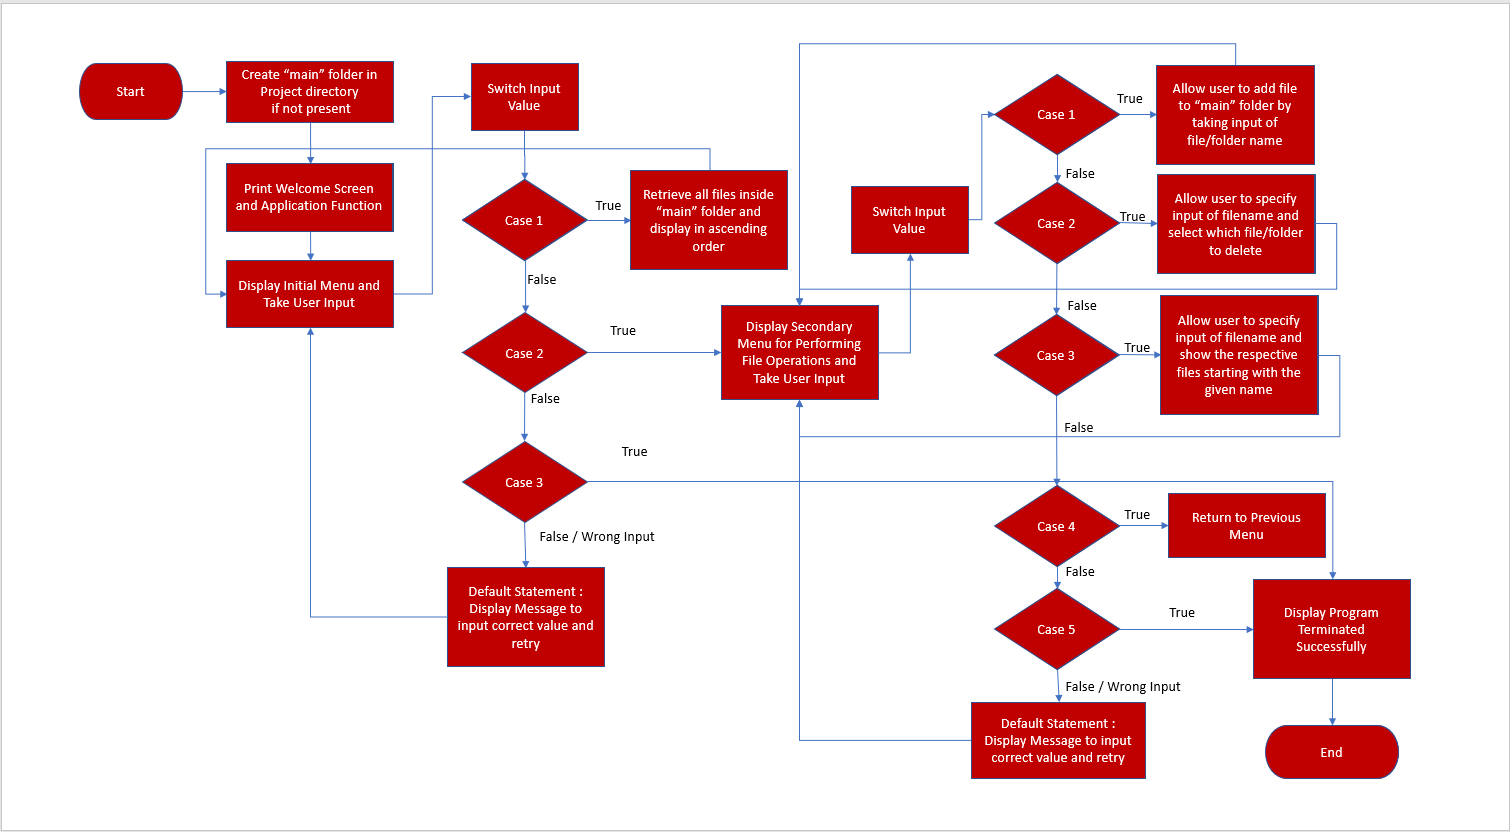 Start
Create “main” folder in
Project directory
if not present
Print Welcome Screen
and Application Function
Display Initial Menu and
Take User Input
Switch Input
Value
Case 1
True
Retrieve all files inside
“main” folder and
display in ascending
order
False
Case 2
True
False
Case 3
True
False / Wrong Input
Default Statement :
Display Message to
input correct value and
retry
Display Secondary
Menu for Performing
File Operations and
Take User Input
Switch Input
Value
Case 1
True
Allow user to add file
to “main” folder by
taking input of
file/folder name
False
Case 2
True
Allow user to specify
input of filename and
select which file/folder
to delete
False
Case 3
True
Allow user to specify
input of filename and
show the respective
files starting with the
given name
False
Case 4
True
Return to Previous
Menu
False
Case 5
True
Display Program
Terminated
Successfully
False / Wrong Input
Default Statement :
Display Message to input
correct value and retry
End